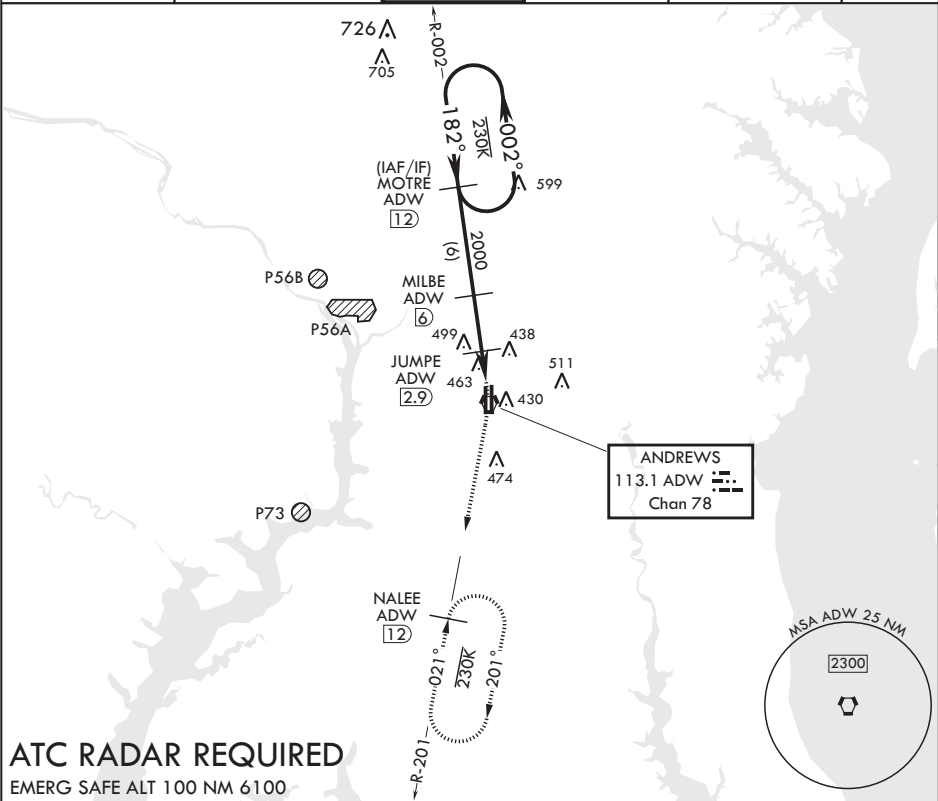 726
705
R-002
182°
230K
002°
(IAF/IF)
MOTRE
ADW
12
599
2000
(6)
P56B
P56A
MILBE
ADW
6
499
438
JUMPE
ADW
2.9
463
511
430
ANDREWS
113.1 ADW
Chan 78
474
P73
NALEE
ADW
12
021°
230K
201°
R-201
MSA ADW 25 NM
2300
ATC RADAR REQUIRED
EMERG SAFE ALT 100 NM 6100